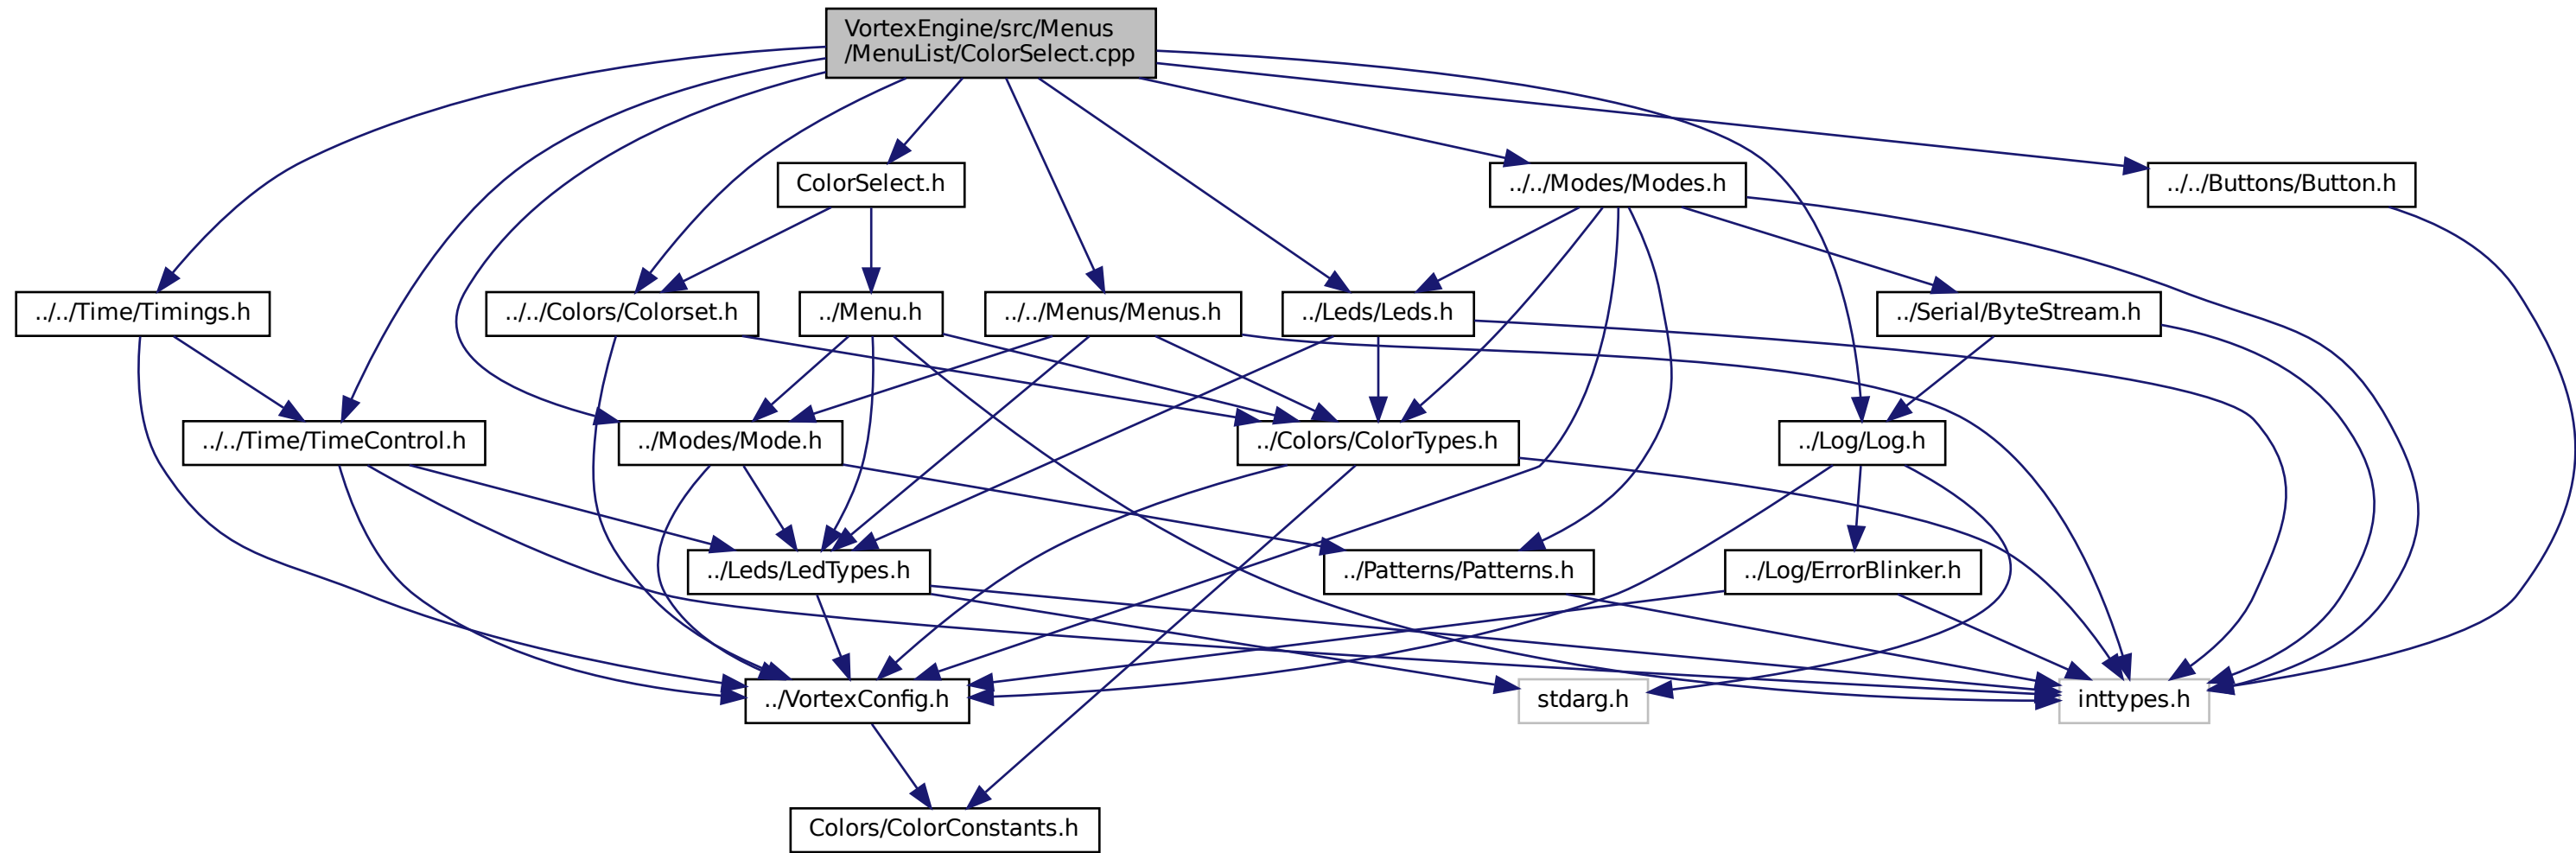 VortexEngine/src/Menus
/MenuList/ColorSelect.cpp
ColorSelect.h
../../Modes/Modes.h
../../Buttons/Button.h
../../Time/Timings.h
../../Colors/Colorset.h
../Menu.h
../../Menus/Menus.h
../Leds/Leds.h
../Serial/ByteStream.h
../../Time/TimeControl.h
../Modes/Mode.h
../Colors/ColorTypes.h
../Log/Log.h
../Leds/LedTypes.h
../Patterns/Patterns.h
../Log/ErrorBlinker.h
../VortexConfig.h
stdarg.h
inttypes.h
Colors/ColorConstants.h